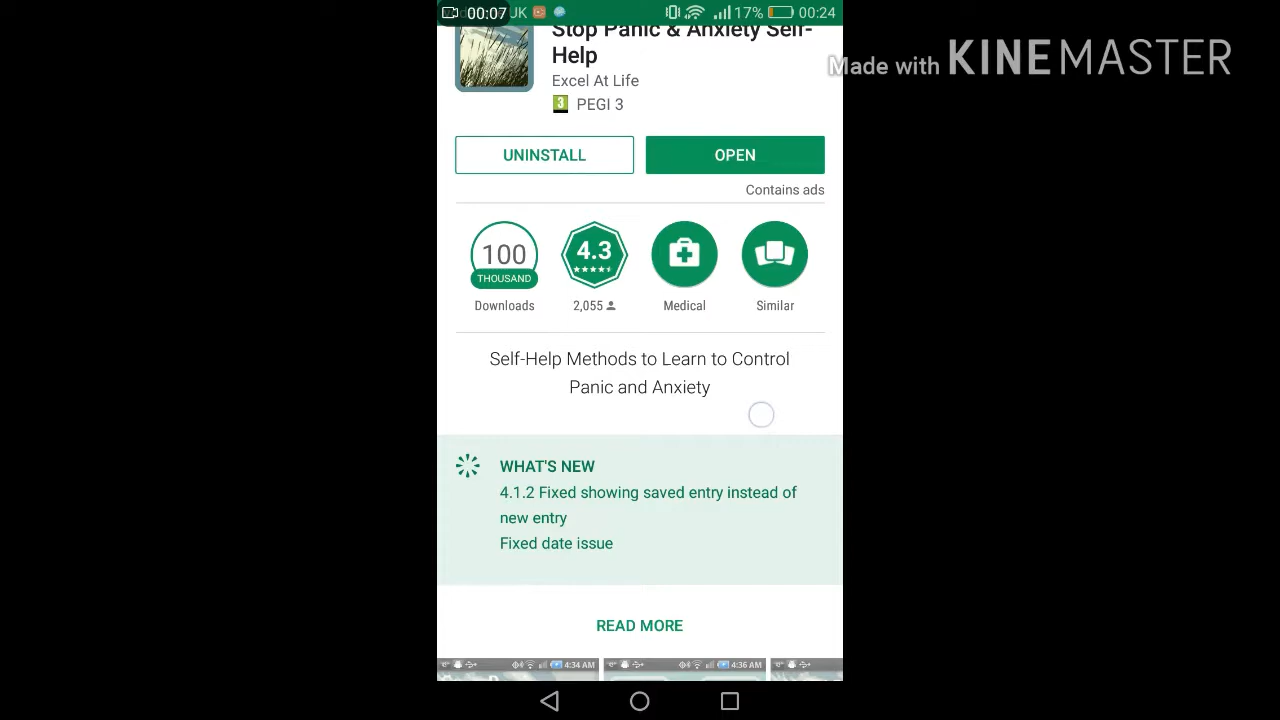 00:07 UK 17% 00:24
Stop Panic & Anxiety Self-
Help
Made with KINEMASTER
Excel At Life
3 PEGI 3
UNINSTALL OPEN
Contains ads
100 4.3
THOUSAND
Downloads 2,055 Medical Similar
Self-Help Methods to Learn to Control
Panic and Anxiety
WHAT'S NEW
4.1.2 Fixed showing saved entry instead of
new entry
Fixed date issue
READ MORE
4:34 AM 4:36 AM